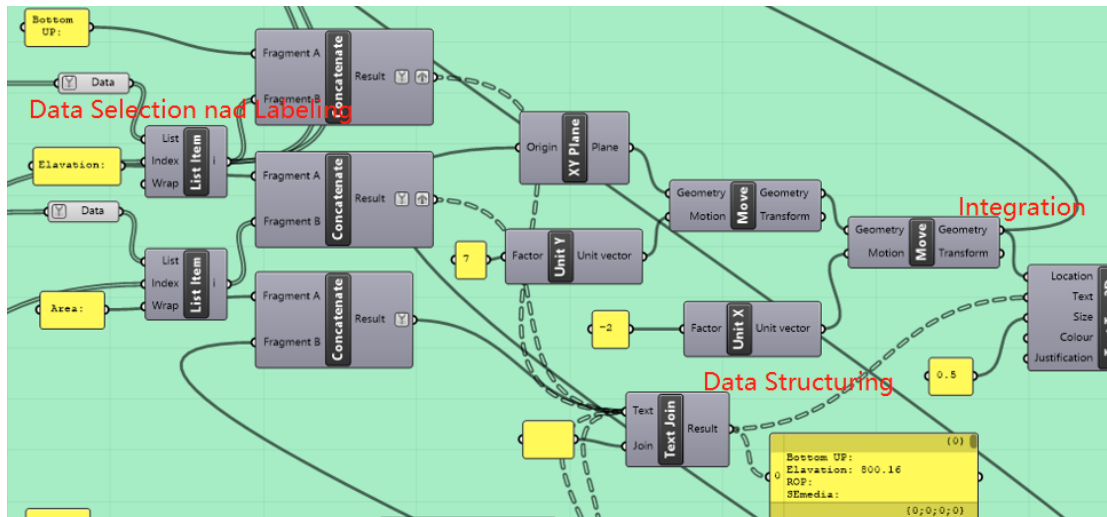 Bottom
UP:
Data
Fragment A
Fragment B
Concatenate
Result
Data Selection nad Labeling
List
Index
Wrap
List Item
i
Elavation:
Origin
XY Plane
Plane
Fragment A
Fragment B
Concatenate
Result
Geometry
Motion
Move
Geometry
Transform
Integration
Data
7
Factor
Unit Y
Unit vector
Geometry
Motion
Move
Geometry
Transform
List
Index
Wrap
List Item
i
Area:
Fragment A
Fragment B
Concatenate
Result
-2
Factor
Unit X
Unit vector
Location
Text
Size
Colour
Justification
0.5
Data Structuring
Text
Join
Text Join
Result
{0}
0
Bottom UP:
Elavation: 800.16
ROP:
SEmedia:
{0;0;0;0}